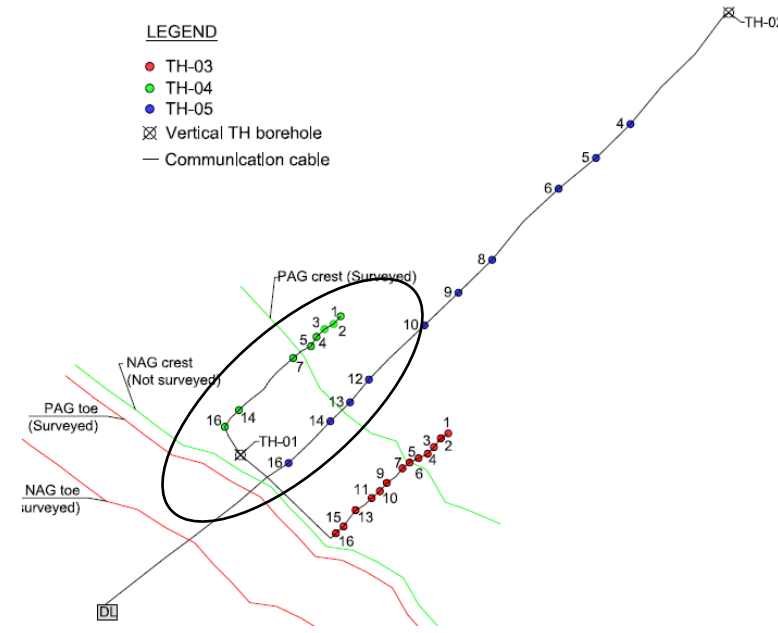 TH-02
LEGEND
TH-03
TH-04
TH-05
Vertical TH borehole
Communication cable
4
5
6
8
PAG crest (Surveyed)
9
1
10
3
2
5
4
7
NAG crest
(Not surveyed)
12
13
14
16
14
PAG toe
(Surveyed)
TH-01
16
1
3
2
5
4
7
6
9
10
11
13
15
16
NAG toe
surveyed)
DL